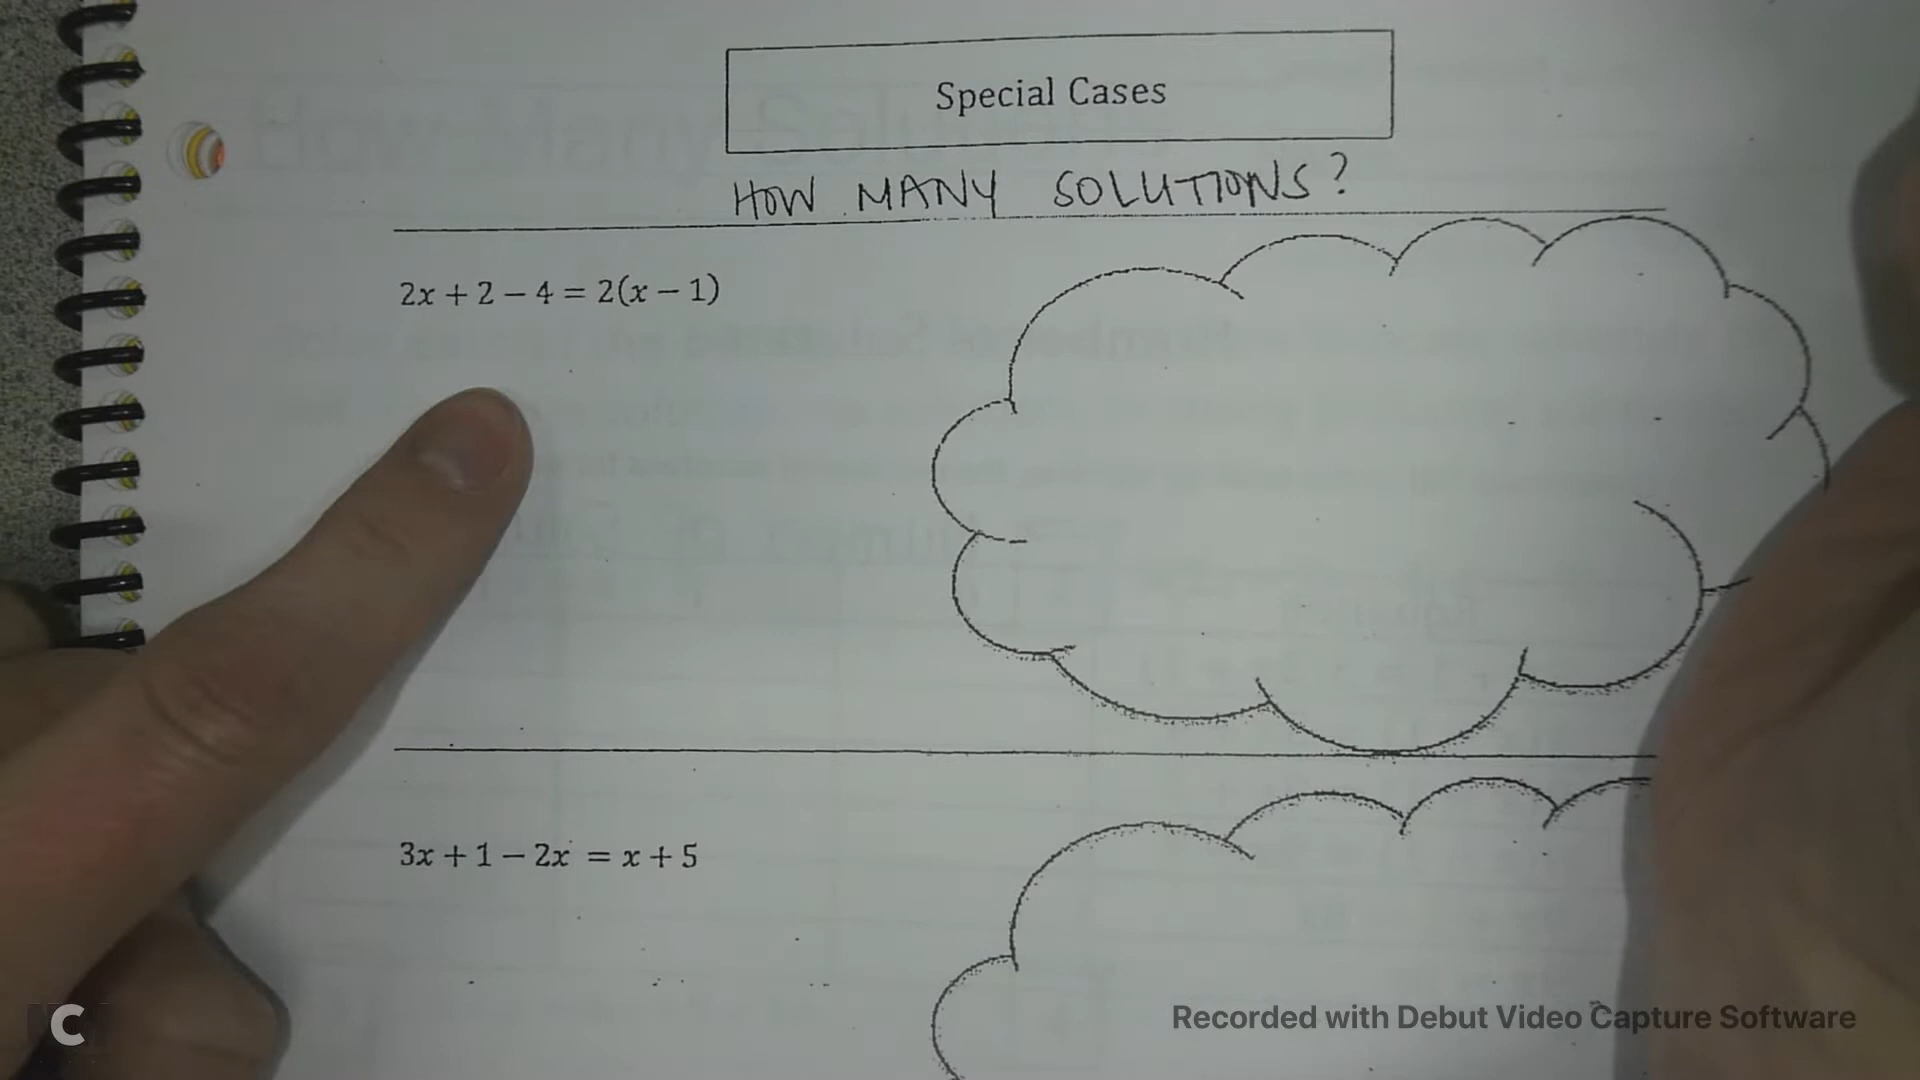 Special Cases
HOW MANY SOLUTIONS?
2x + 2 − 4 = 2(x − 1)
3x + 1 − 2x = x + 5
C
Recorded with Debut Video Capture Software